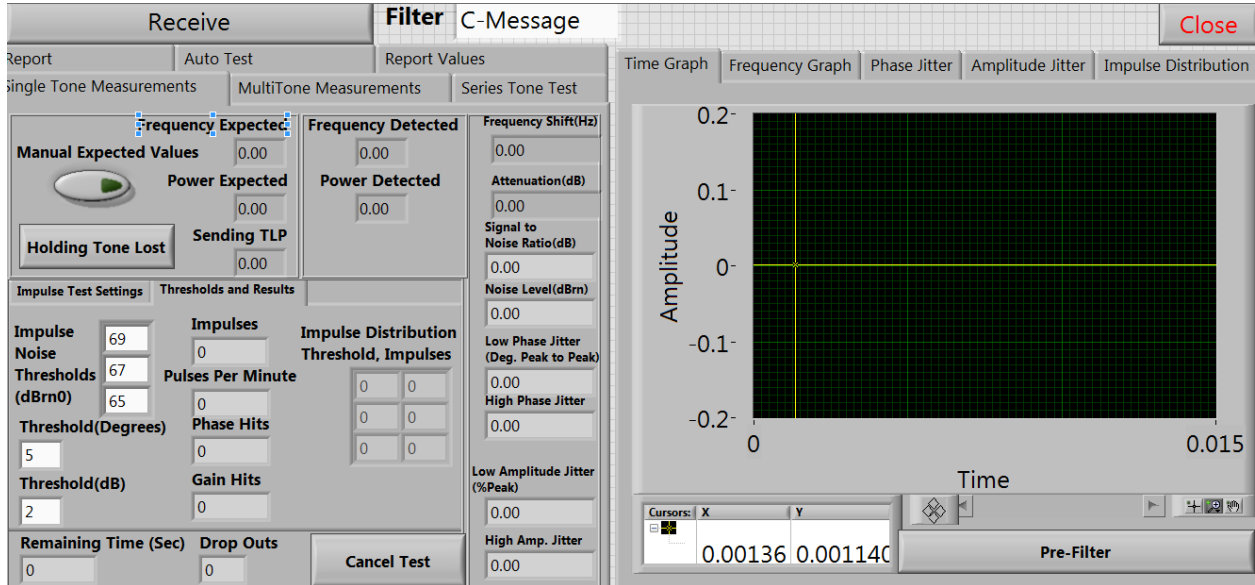 Receive
Filter
C-Message
Close
Report
Auto Test
Report Values
Single Tone Measurements
MultiTone Measurements
Series Tone Test
Frequency Expected
Manual Expected Values
0.00
Power Expected
0.00
Holding Tone Lost
Sending TLP
0.00
Frequency Detected
0.00
Power Detected
0.00
Frequency Shift(Hz)
0.00
Attenuation(dB)
0.00
Signal to
Noise Ratio(dB)
0.00
Noise Level(dBrn)
0.00
Low Phase Jitter
(Deg. Peak to Peak)
0.00
High Phase Jitter
0.00
Low Amplitude Jitter
(%Peak)
0.00
High Amp. Jitter
0.00
Impulse Test Settings
Thresholds and Results
Impulse
Noise
Thresholds
(dBrn0)
69
67
65
Threshold(Degrees)
5
Threshold(dB)
2
Impulses
0
Pulses Per Minute
0
Phase Hits
0
Gain Hits
0
Impulse Distribution
Threshold, Impulses
0 0
0 0
0 0
Remaining Time (Sec)
0
Drop Outs
0
Cancel Test
Time Graph
Frequency Graph
Phase Jitter
Amplitude Jitter
Impulse Distribution
Amplitude
0.2
0.1
0
-0.1
-0.2
0
0.015
Time
Cursors:
X
Y
0.00136
0.001140
Pre-Filter